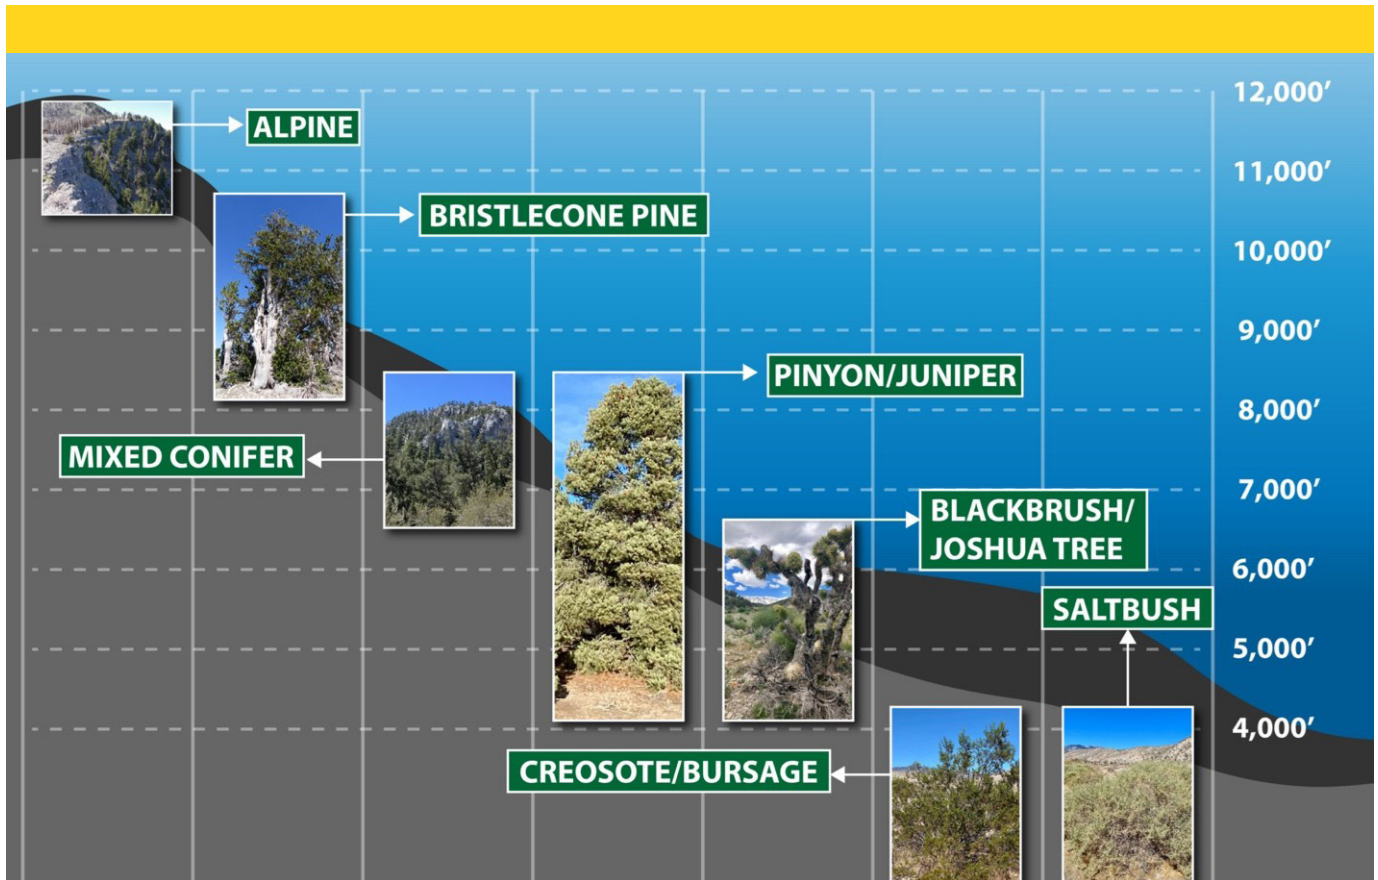 12,000′
ALPINE
11,000′
BRISTLECONE PINE
10,000′
9,000′
PINYON/JUNIPER
8,000′
MIXED CONIFER
7,000′
BLACKBRUSH/
JOSHUA TREE
6,000′
SALTBUSH
5,000′
4,000′
CREOSOTE/BURSAGE